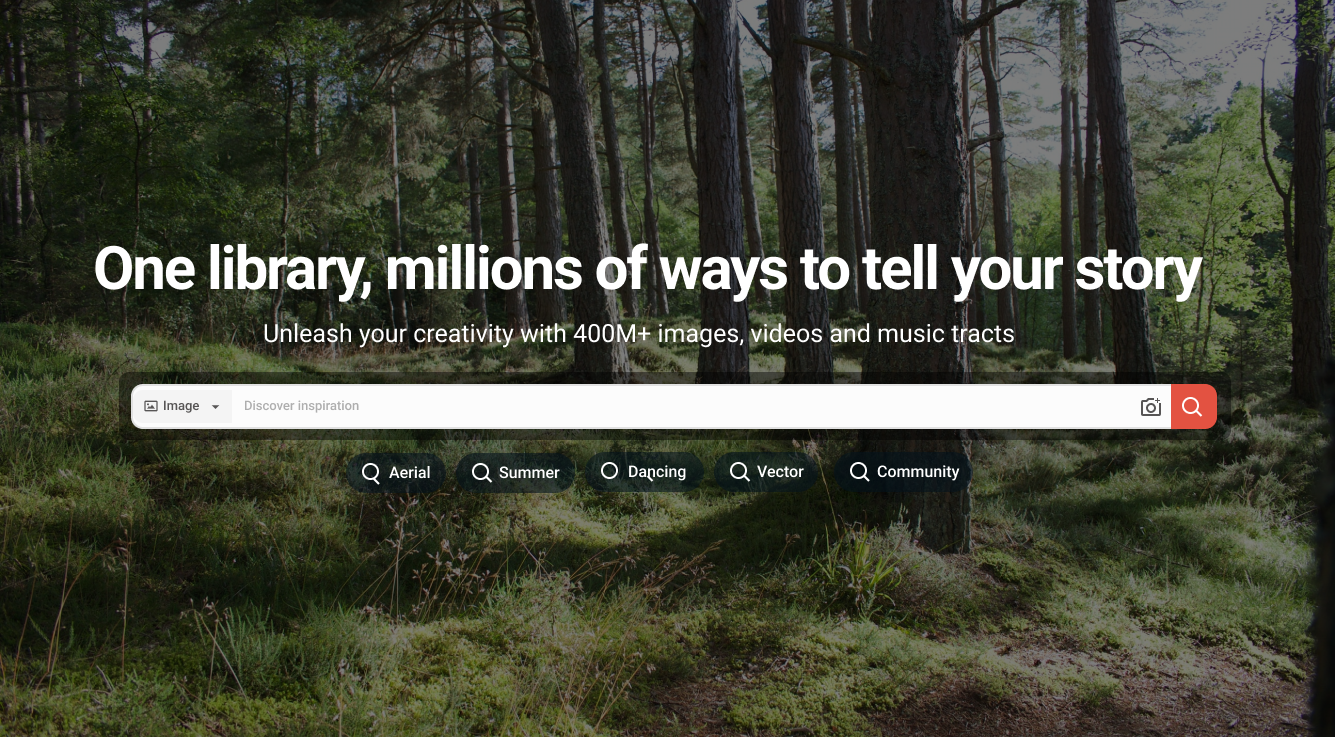 One library, millions of ways to tell your story
Unleash your creativity with 400M+ images, videos and music tracts
Image Discover inspiration
Aerial Summer Dancing Vector Community